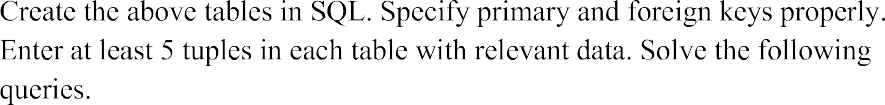 Create the above tables in SQL. Specify primary and foreign keys properly.
Enter at least 5 tuples in each table with relevant data. Solve the following
queries.